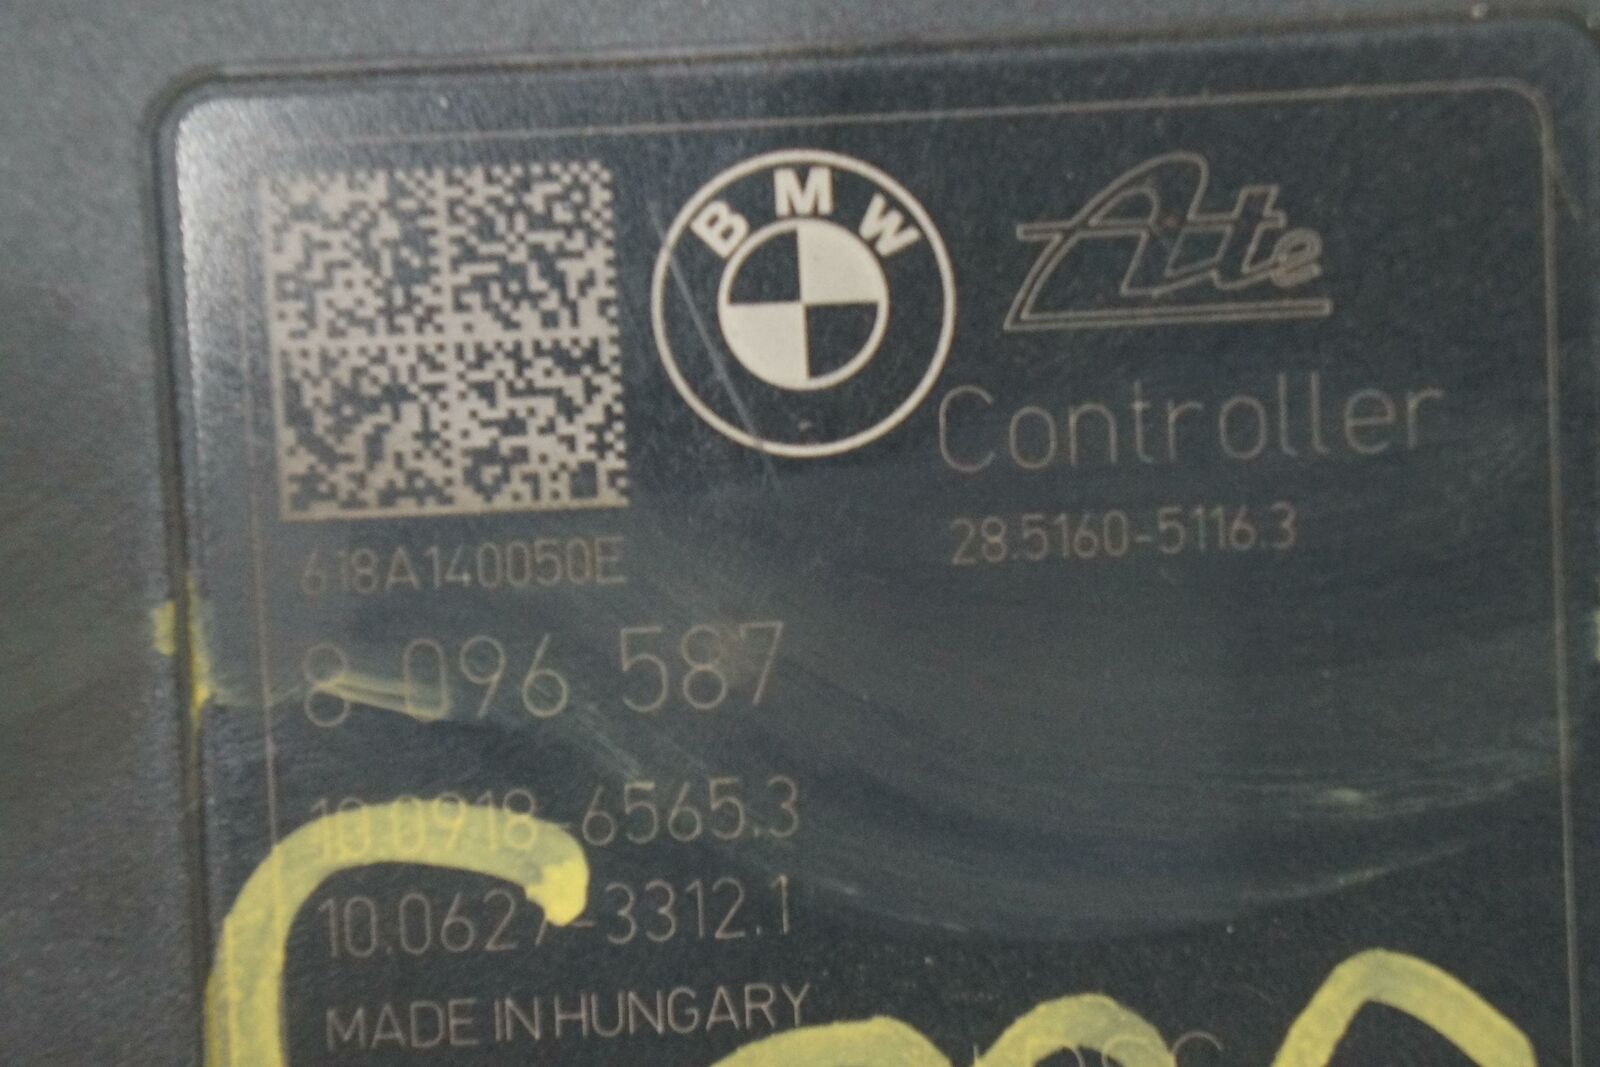 BMW
Ate
Controller
28.5160-5116.3
618A140050E
8 096 587
10.0918-6565.3
10.0627-3312.1
MADE IN HUNGARY